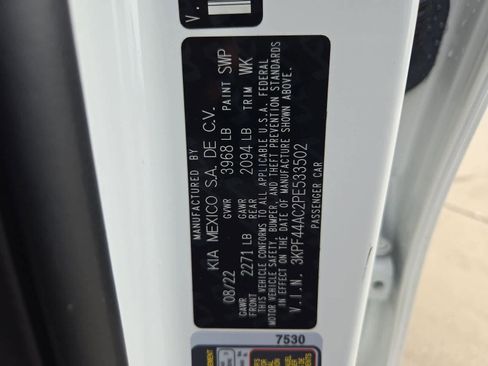 MANUFACTURED BY
KIA MEXICO S.A. DE C.V.
08/22 GVWR 3968 LB PAINT SWP
GAWR FRONT 2271 LB GAWR REAR 2094 LB TRIM WK
THIS VEHICLE CONFORMS TO ALL APPLICABLE U.S.A. FEDERAL
MOTOR VEHICLE SAFETY, BUMPER, AND THEFT PREVENTION STANDARDS
IN EFFECT ON THE DATE OF MANUFACTURE SHOWN ABOVE.
V.I.N. 3KPF44AC2PE533502
PASSENGER CAR
7530